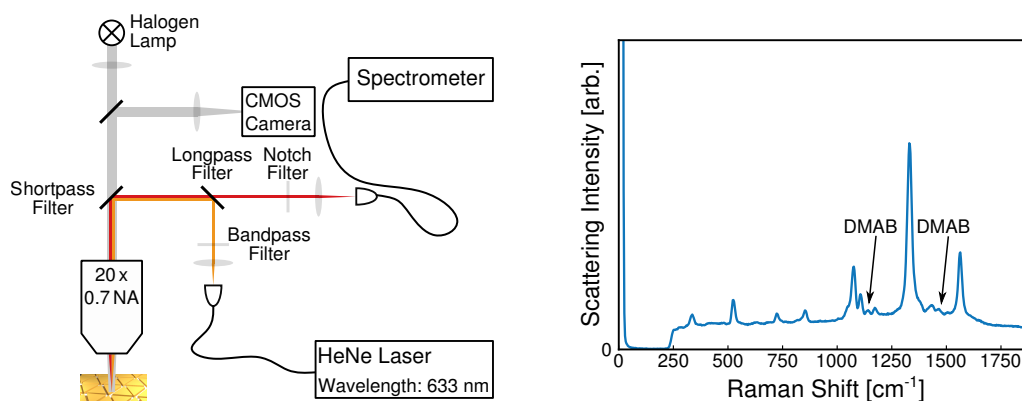 Halogen
Lamp
CMOS
Camera
Spectrometer
Longpass
Filter
Notch
Filter
Shortpass
Filter
Bandpass
Filter
20 x
0.7 NA
HeNe Laser
Wavelength: 633 nm
Scattering Intensity [arb.]
DMAB
DMAB
0
0 250 500 750 1000 1250 1500 1750
Raman Shift [cm⁻¹]